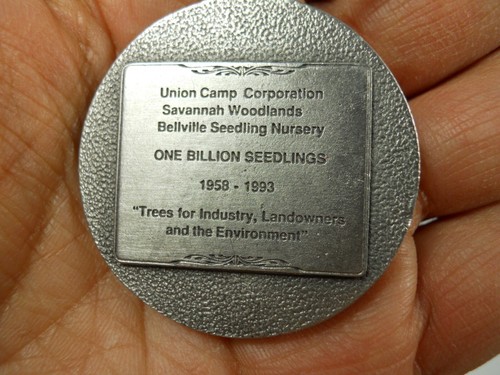 Union Camp Corporation
Savannah Woodlands
Bellville Seedling Nursery
ONE BILLION SEEDLINGS
1958 - 1993
"Trees for Industry, Landowners
and the Environment"